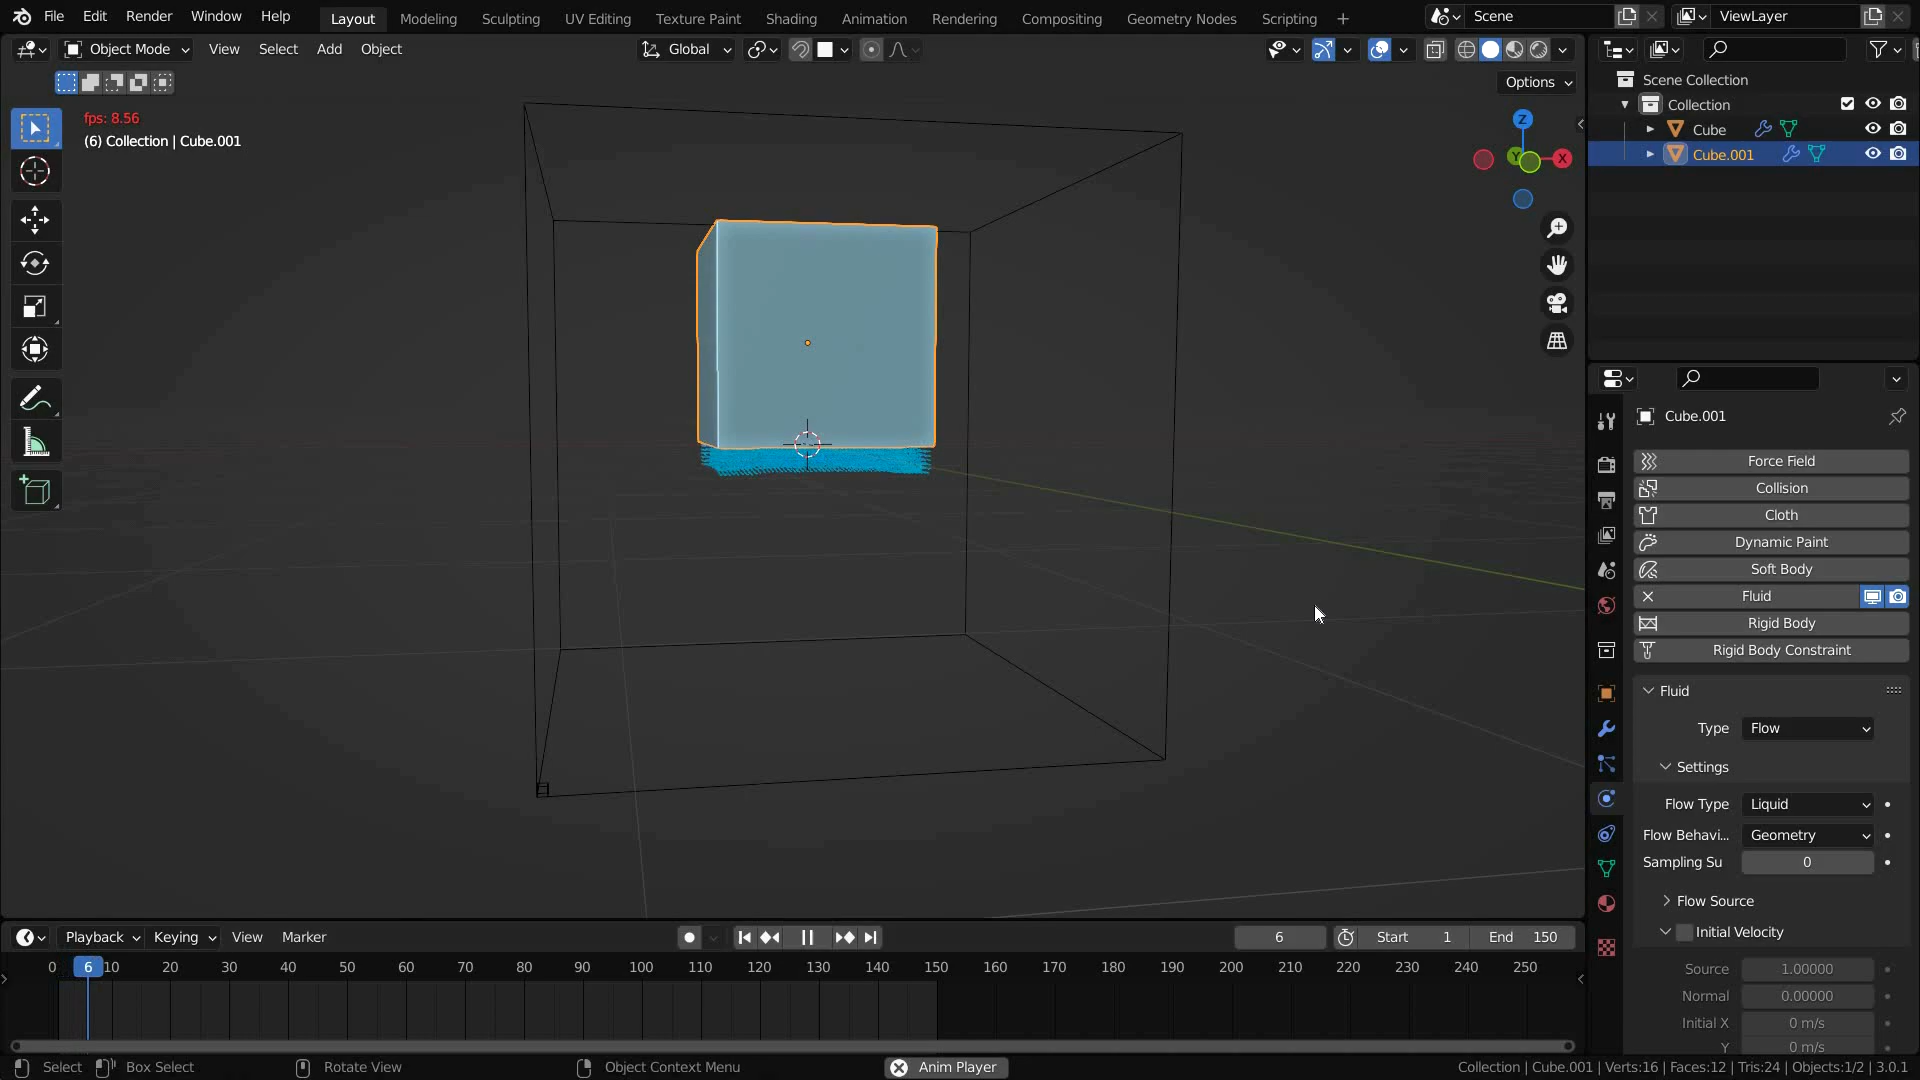 File Edit Render Window Help Layout Modeling Sculpting UV Editing Texture Paint Shading Animation Rendering Compositing Geometry Nodes Scripting + Scene ViewLayer
Object Mode View Select Add Object Global
Options
fps: 8.56
(6) Collection | Cube.001
Z
Y
X
Scene Collection
Collection
Cube
Cube.001
Cube.001
Force Field
Collision
Cloth
Dynamic Paint
Soft Body
Fluid
Rigid Body
Rigid Body Constraint
Fluid
Type Flow
Settings
Flow Type Liquid
Flow Behavi... Geometry
Sampling Su 0
Flow Source
Initial Velocity
Source 1.00000
Normal 0.00000
Initial X 0 m/s
Y 0 m/s
Playback Keying View Marker 6 Start 1 End 150
0 6 10 20 30 40 50 60 70 80 90 100 110 120 130 140 150 160 170 180 190 200 210 220 230 240 250
Select Box Select Rotate View Object Context Menu Anim Player Collection | Cube.001 | Verts:16 | Faces:12 | Tris:24 | Objects:1/2 | 3.0.1